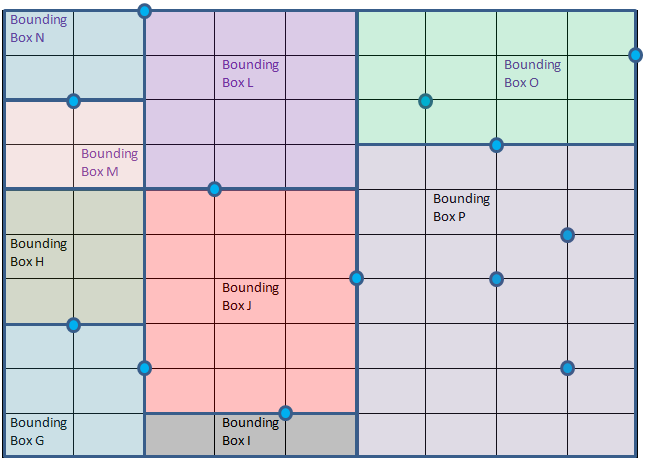 Bounding
Box N
Bounding
Box L
Bounding
Box O
Bounding
Box M
Bounding
Box P
Bounding
Box H
Bounding
Box J
Bounding
Box G
Bounding
Box I